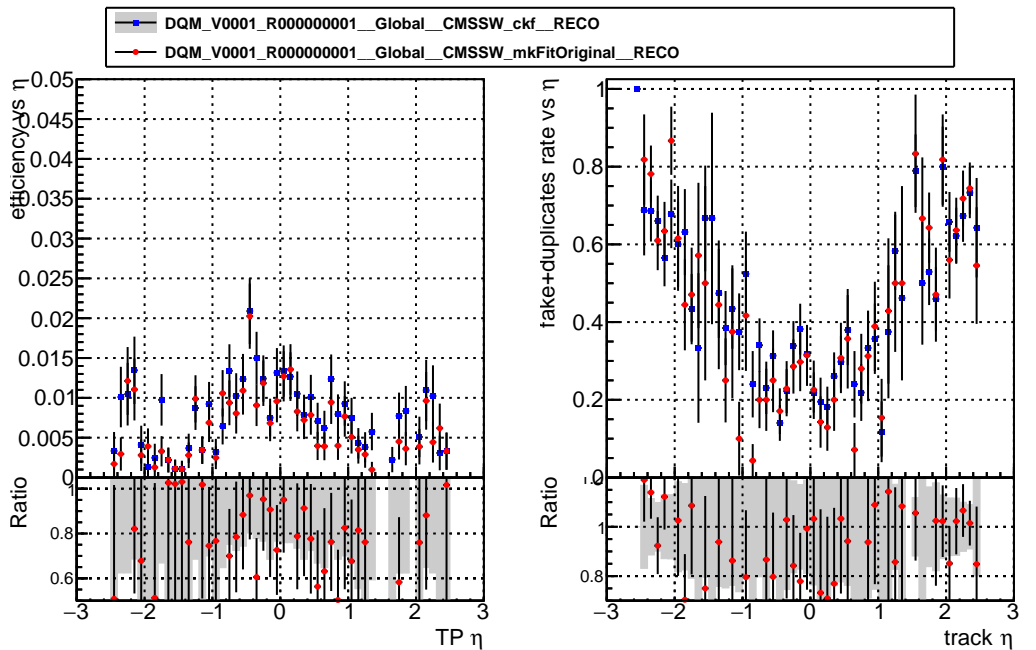 DQM_V0001_R000000001__Global__CMSSW_ckf__RECO
DQM_V0001_R000000001__Global__CMSSW_mkFitOriginal__RECO
efficiency vs η
0.05
0.045
0.04
0.035
0.03
0.025
0.02
0.015
0.01
0.005
0
Ratio
1
0.8
0.6
−3 −2 −1 0 1 2 3
TP η
fake+duplicates rate vs η
1
0.8
0.6
0.4
0.2
0
Ratio
1
0.8
−3 −2 −1 0 1 2 3
track η